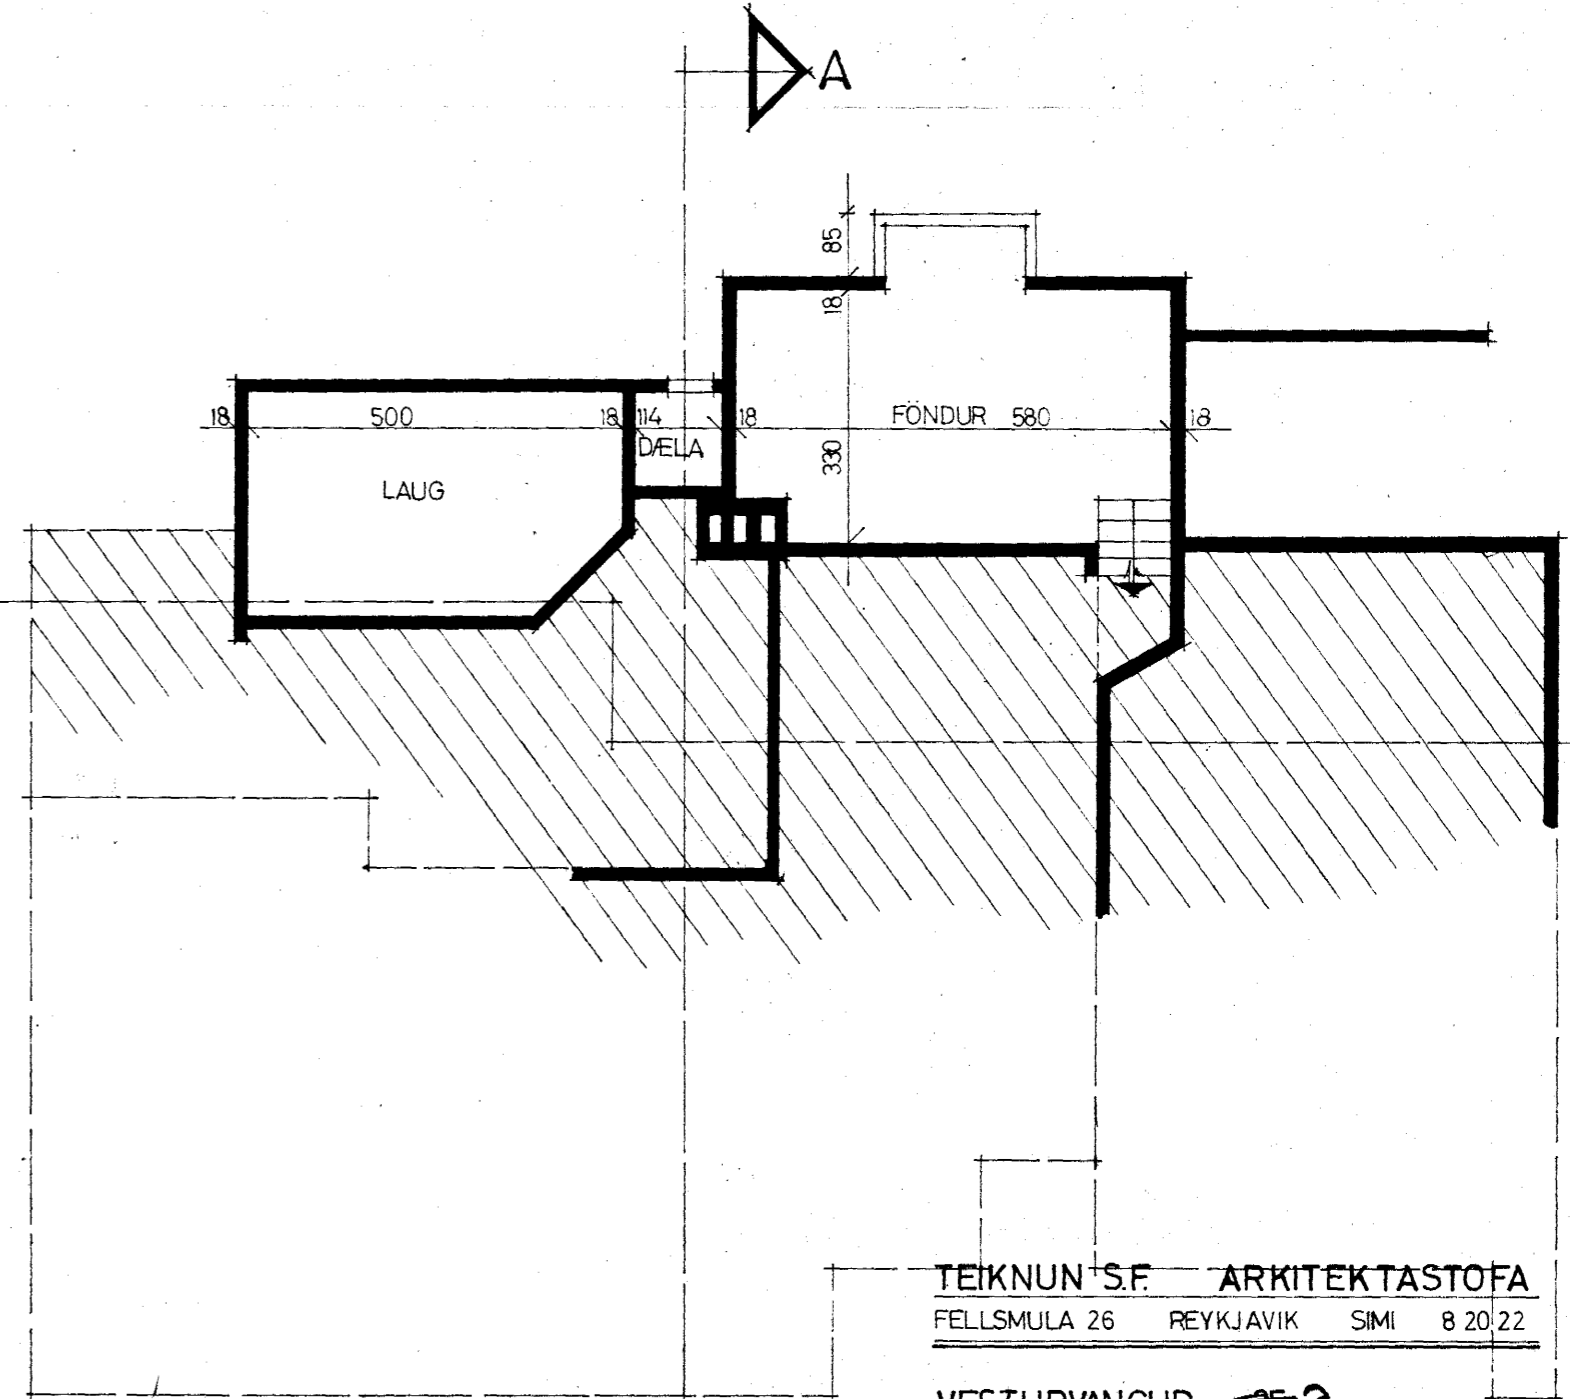 A
85
18
18 500 18 114 18 FÖNDUR 580 18
DÆLA
330
LAUG
TEIKNUN S.F. ARKITEKTASTOFA
FELLSMULA 26 REYKJAVIK SIMI 8 20 22
VESTURVANGUR